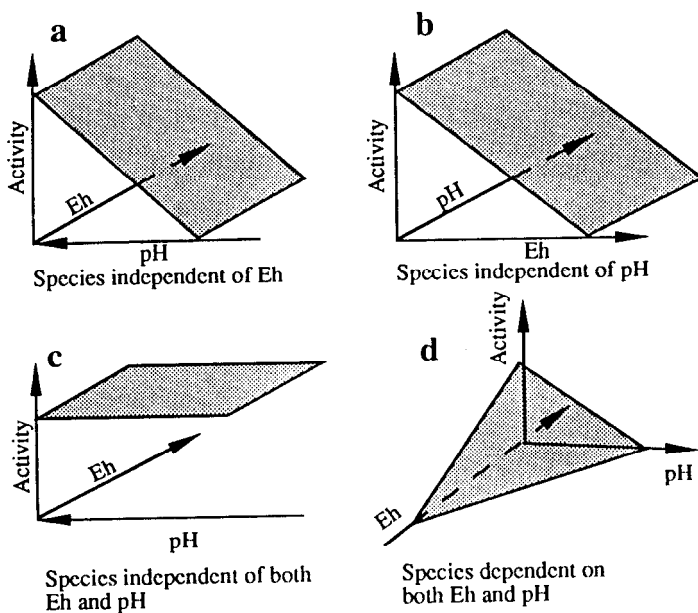 a
Activity
Eh
pH
Species independent of Eh
b
Activity
pH
Eh
Species independent of pH
c
Activity
Eh
pH
Species independent of both
Eh and pH
d
Activity
Eh
pH
Species dependent on
both Eh and pH